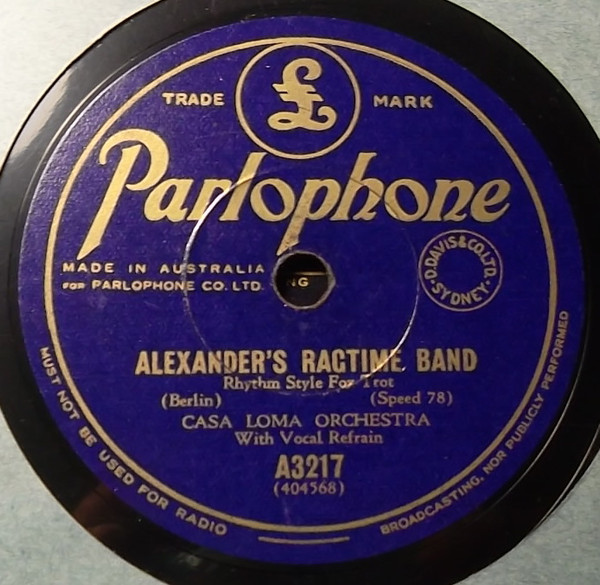 TRADE MARK
£
Parlophone
MADE IN AUSTRALIA
FOR PARLOPHONE CO. LTD.
NG
D. DAVIS & CO. LTD.
SYDNEY
ALEXANDER'S RAGTIME BAND
Rhythm Style Fox Trot
(Berlin) (Speed 78)
CASA LOMA ORCHESTRA
With Vocal Refrain
A3217
(404568)
MUST NOT BE USED FOR RADIO BROADCASTING, NOR PUBLICLY PERFORMED